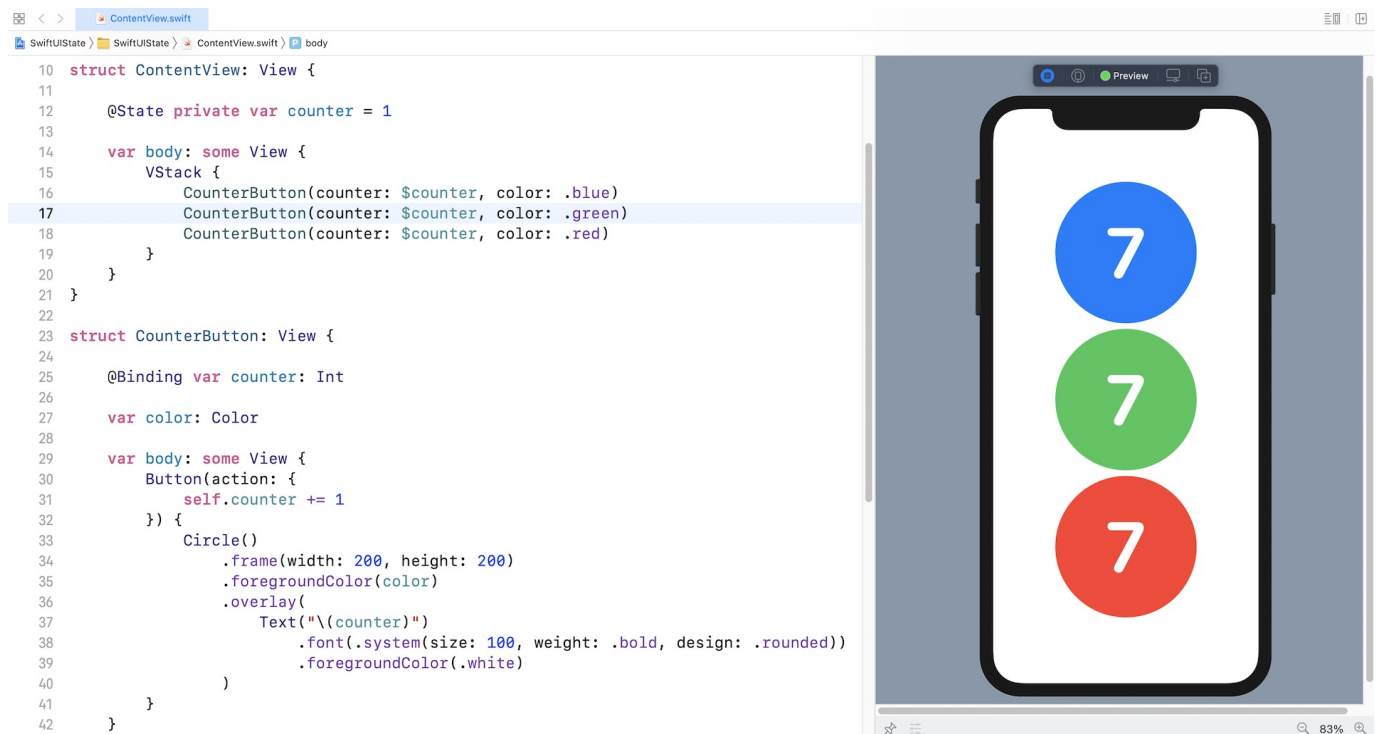 ContentView.swift
SwiftUIState 〉 SwiftUIState 〉 ContentView.swift 〉 P body
10 struct ContentView: View {
11
12     @State private var counter = 1
13
14     var body: some View {
15         VStack {
16             CounterButton(counter: $counter, color: .blue)
17             CounterButton(counter: $counter, color: .green)
18             CounterButton(counter: $counter, color: .red)
19         }
20     }
21 }
22
23 struct CounterButton: View {
24
25     @Binding var counter: Int
26
27     var color: Color
28
29     var body: some View {
30         Button(action: {
31             self.counter += 1
32         }) {
33             Circle()
34                 .frame(width: 200, height: 200)
35                 .foregroundColor(color)
36                 .overlay(
37                     Text("\(counter)")
38                         .font(.system(size: 100, weight: .bold, design: .rounded))
39                         .foregroundColor(.white)
40                 )
41         }
42     }
Preview
7
7
7
83%